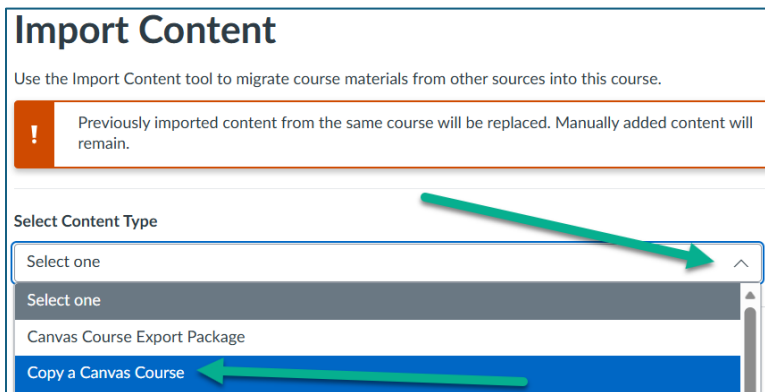 Import Content
Use the Import Content tool to migrate course materials from other sources into this course.
!
Previously imported content from the same course will be replaced. Manually added content will
remain.
Select Content Type
Select one
Select one
Canvas Course Export Package
Copy a Canvas Course